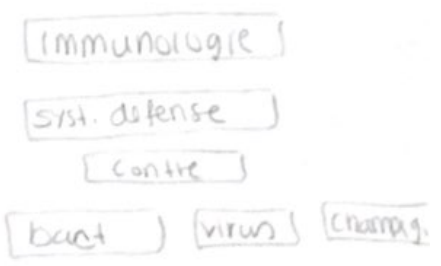 immunologie
syst. defense
contre
bact virus champig.